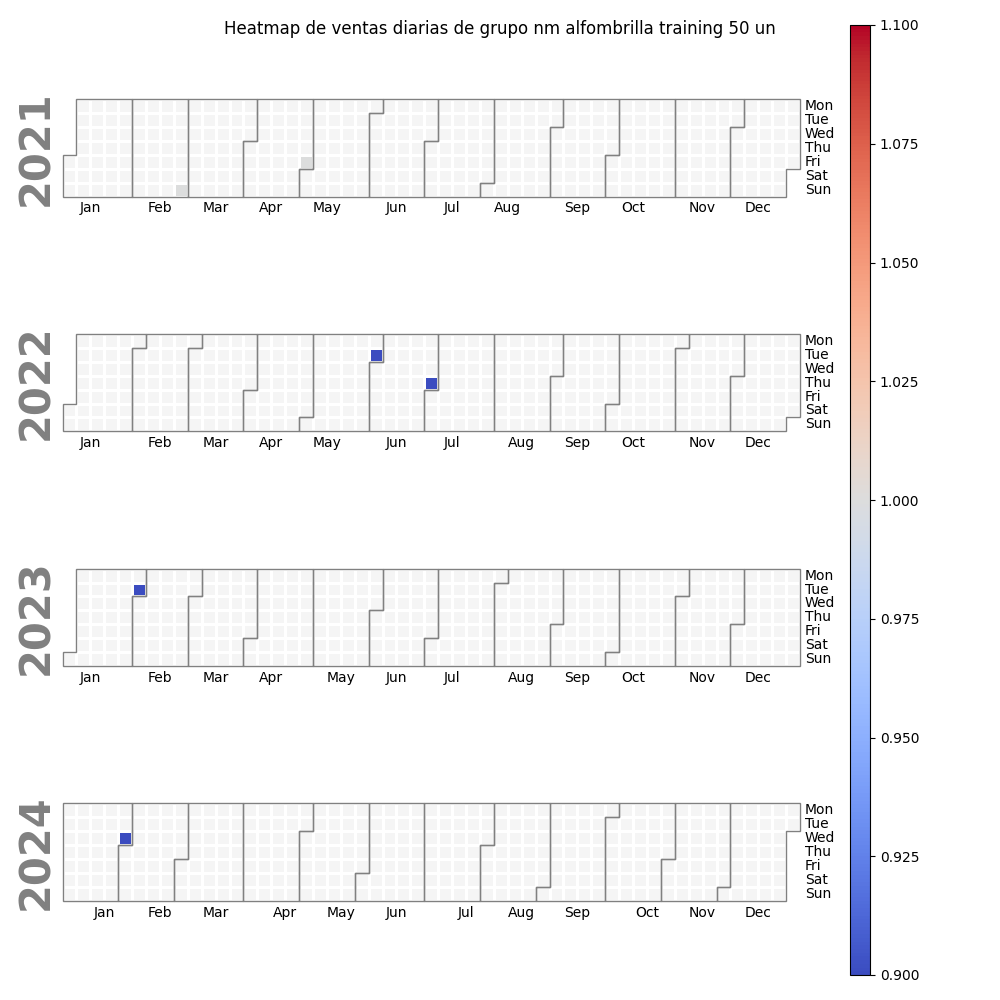 Heatmap de ventas diarias de grupo nm alfombrilla training 50 un
2021
Mon
Tue
Wed
Thu
Fri
Sat
Sun
Jan Feb Mar Apr May Jun Jul Aug Sep Oct Nov Dec
2022
Mon
Tue
Wed
Thu
Fri
Sat
Sun
Jan Feb Mar Apr May Jun Jul Aug Sep Oct Nov Dec
2023
Mon
Tue
Wed
Thu
Fri
Sat
Sun
Jan Feb Mar Apr May Jun Jul Aug Sep Oct Nov Dec
2024
Mon
Tue
Wed
Thu
Fri
Sat
Sun
Jan Feb Mar Apr May Jun Jul Aug Sep Oct Nov Dec
1.100
1.075
1.050
1.025
1.000
0.975
0.950
0.925
0.900